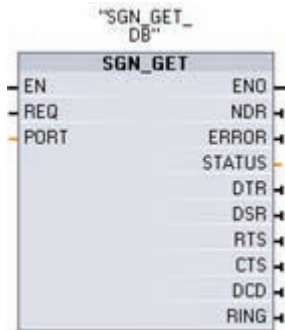 "SGN_GET_
DB"
SGN_GET
EN ENO
REQ NDR
PORT ERROR
STATUS
DTR
DSR
RTS
CTS
DCD
RING